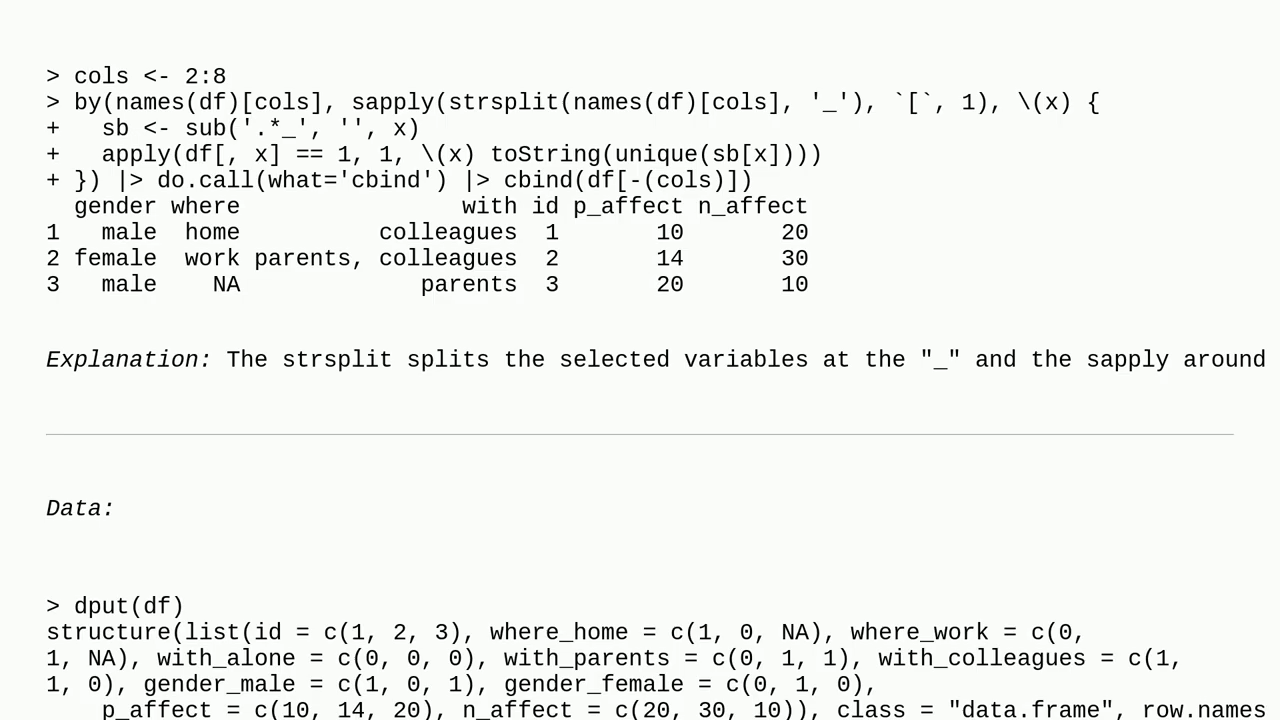 > cols <- 2:8
> by(names(df)[cols], sapply(strsplit(names(df)[cols], '_'), `[`, 1), \(x) {
+   sb <- sub('.*_', '', x)
+   apply(df[, x] == 1, 1, \(x) toString(unique(sb[x])))
+ }) |> do.call(what='cbind') |> cbind(df[-(cols)])
  gender where                with id p_affect n_affect
1   male  home          colleagues  1       10       20
2 female  work parents, colleagues  2       14       30
3   male    NA             parents  3       20       10
Explanation: The strsplit splits the selected variables at the "_" and the sapply around
Data:
> dput(df)
structure(list(id = c(1, 2, 3), where_home = c(1, 0, NA), where_work = c(0,
1, NA), with_alone = c(0, 0, 0), with_parents = c(0, 1, 1), with_colleagues = c(1,
1, 0), gender_male = c(1, 0, 1), gender_female = c(0, 1, 0),
    p_affect = c(10, 14, 20), n_affect = c(20, 30, 10)), class = "data.frame", row.names